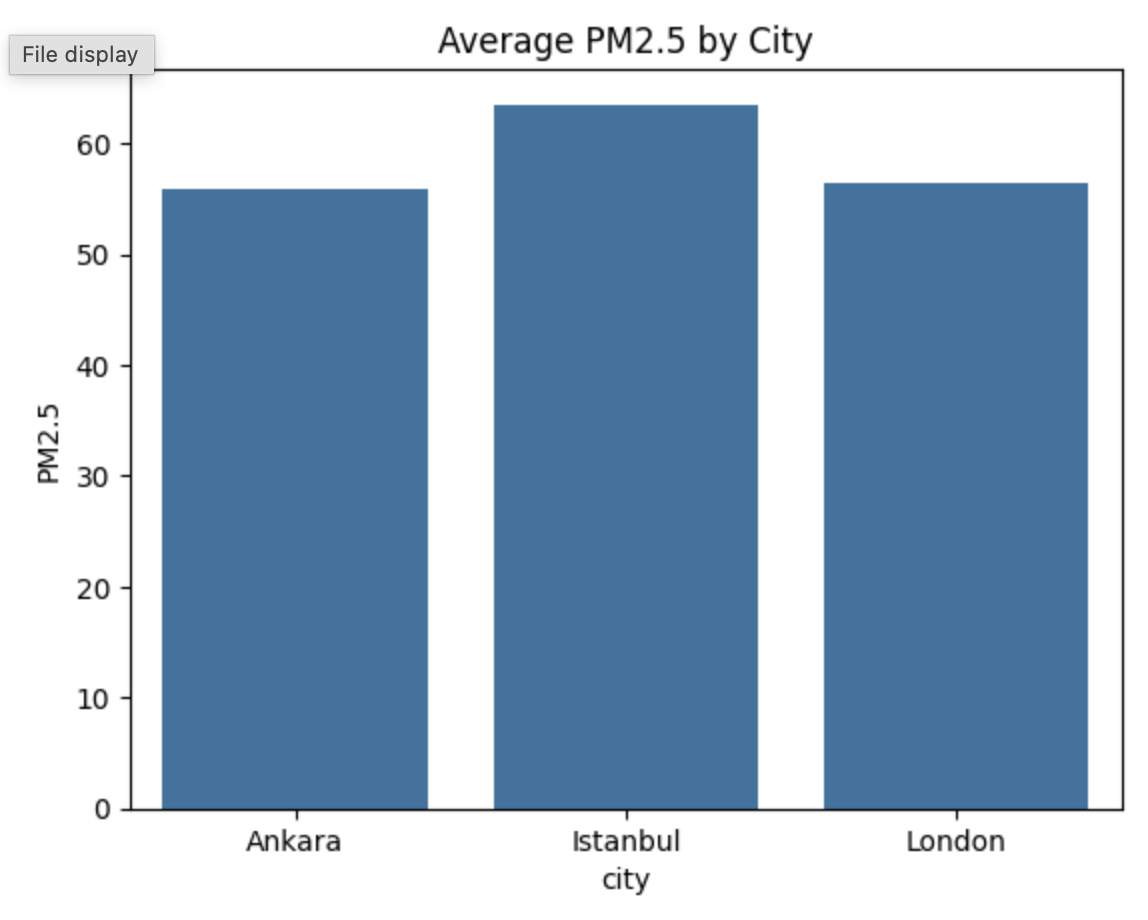 Average PM2.5 by City
File display
60
50
40
30
20
10
0
PM2.5
Ankara
Istanbul
London
city